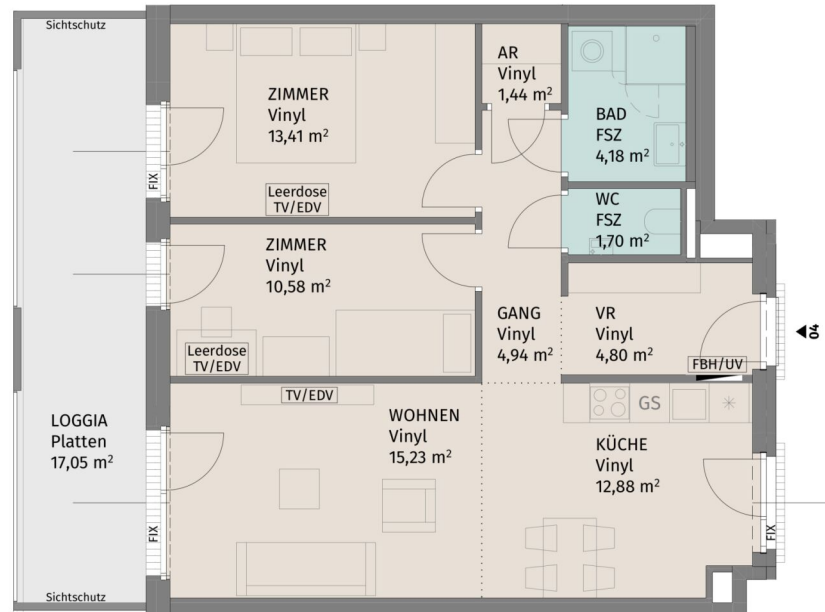 Sichtschutz
ZIMMER
Vinyl
13,41 m²
Leerdose
TV/EDV
FIX
AR
Vinyl
1,44 m²
BAD
FSZ
4,18 m²
WC
FSZ
1,70 m²
ZIMMER
Vinyl
10,58 m²
Leerdose
TV/EDV
GANG
Vinyl
4,94 m²
VR
Vinyl
4,80 m²
FBH/UV
◀04
LOGGIA
Platten
17,05 m²
TV/EDV
WOHNEN
Vinyl
15,23 m²
GS
KÜCHE
Vinyl
12,88 m²
FIX
FIX
Sichtschutz